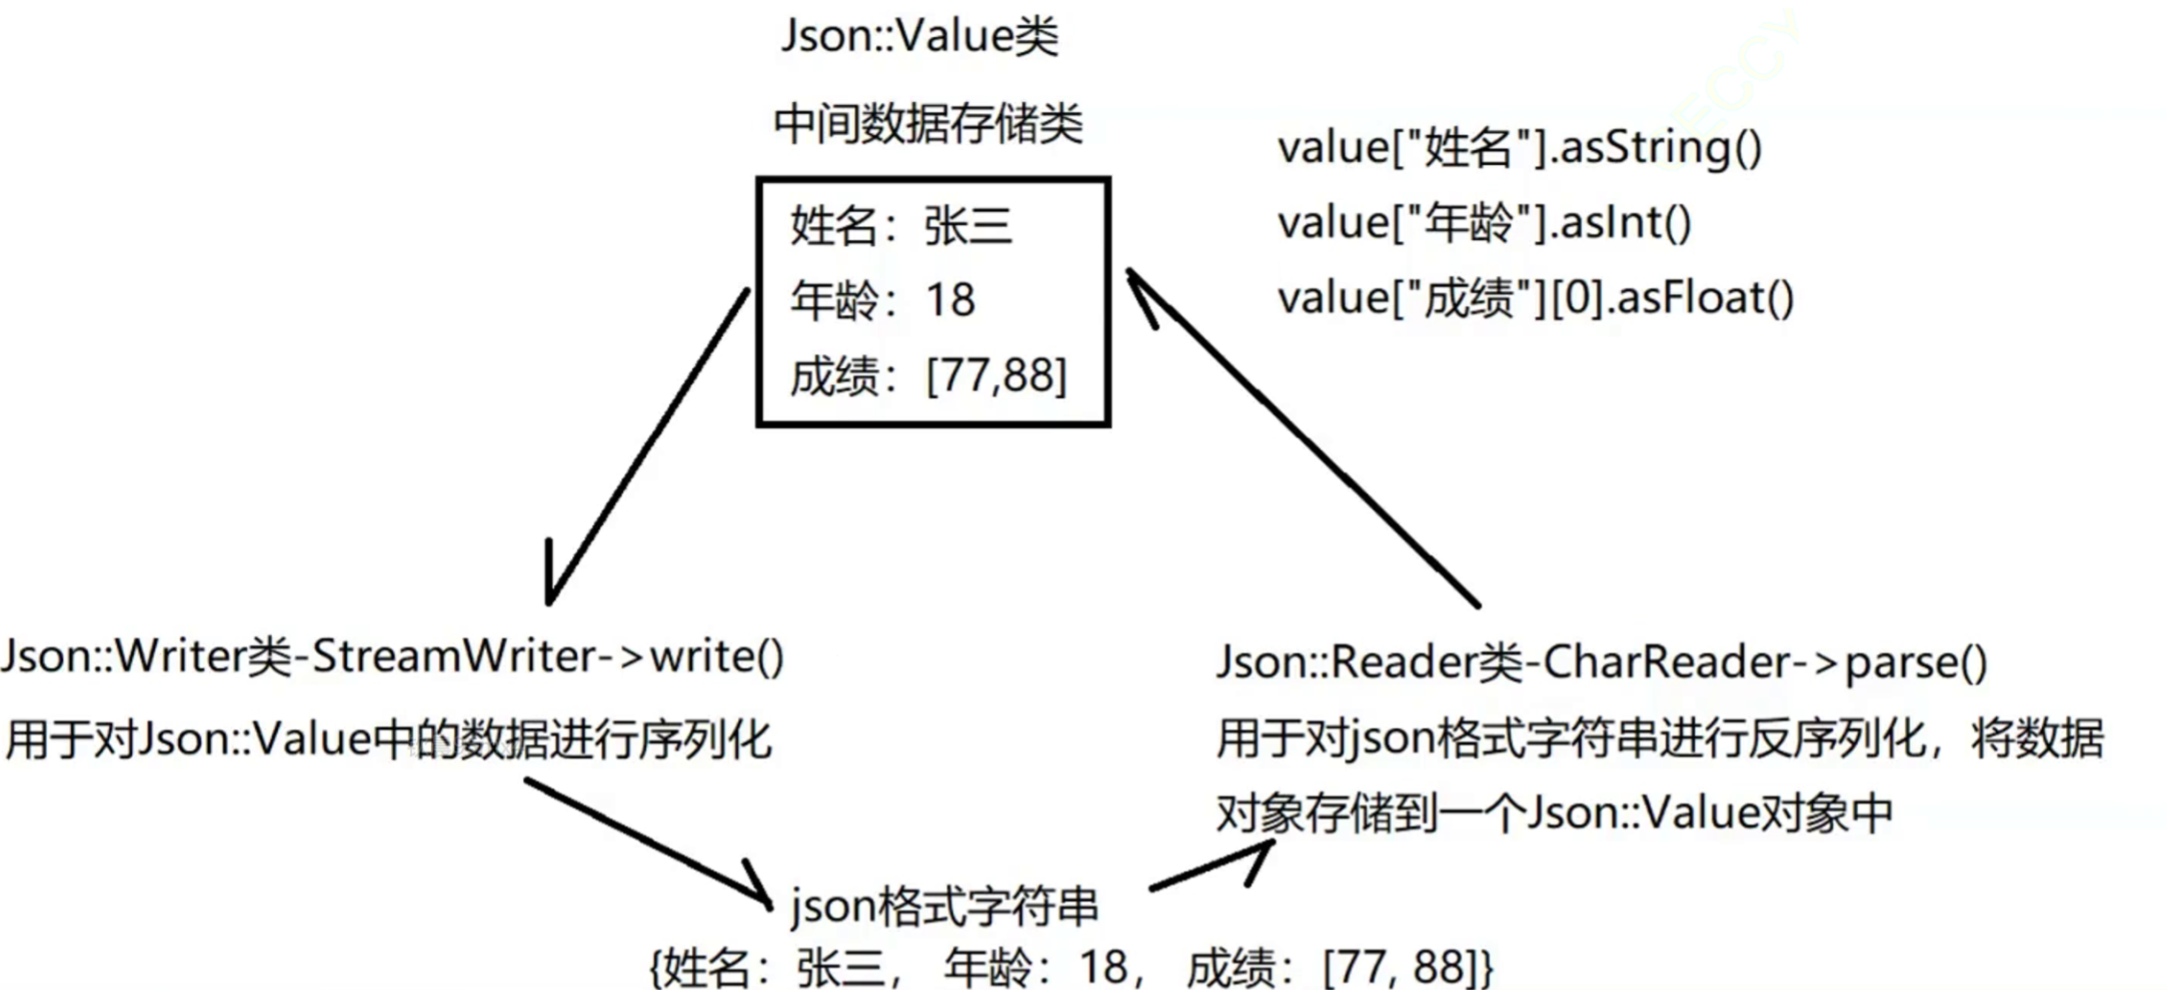 Json::Value类
中间数据存储类
姓名：张三
年龄：18
成绩：[77,88]
value["姓名"].asString()
value["年龄"].asInt()
value["成绩"][0].asFloat()
Json::Writer类-StreamWriter->write()
用于对Json::Value中的数据进行序列化
Json::Reader类-CharReader->parse()
用于对json格式字符串进行反序列化，将数据
对象存储到一个Json::Value对象中
json格式字符串
{姓名：张三， 年龄：18， 成绩：[77, 88]}